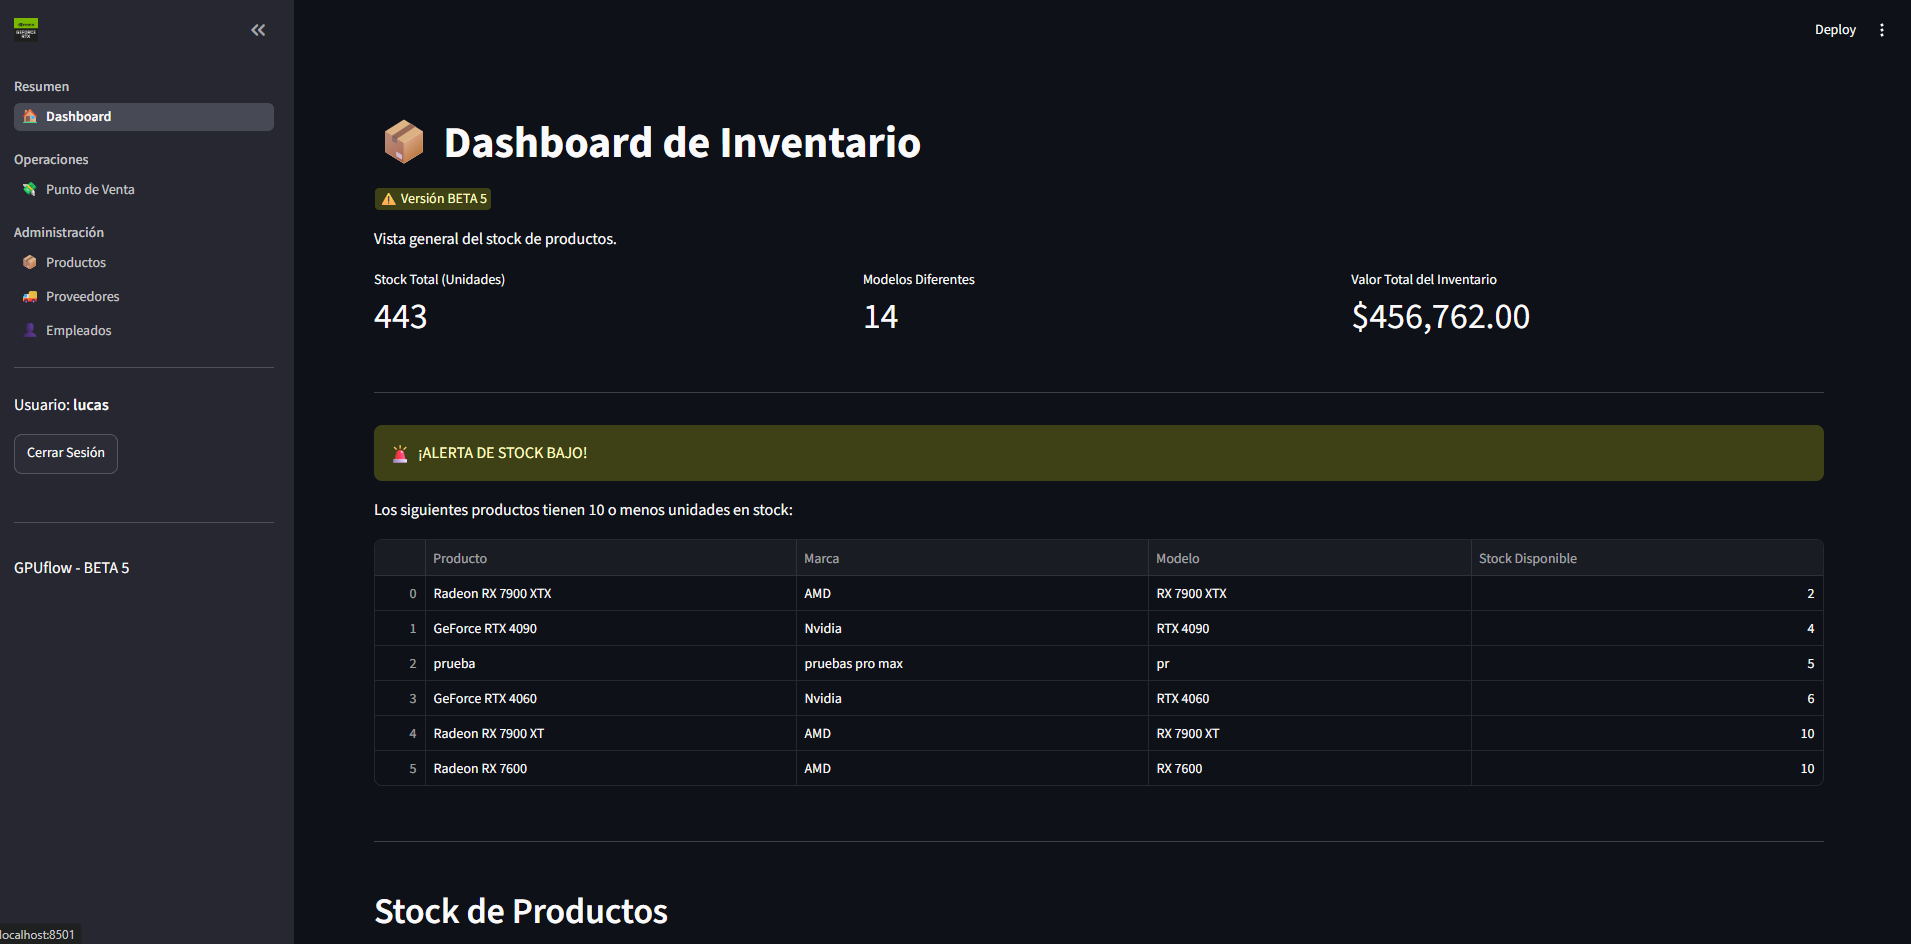 GEFORCE
RTX
Deploy
Resumen
Dashboard
Operaciones
Punto de Venta
Administración
Productos
Proveedores
Empleados
Usuario: lucas
Cerrar Sesión
GPUflow - BETA 5
localhost:8501
Dashboard de Inventario
Versión BETA 5
Vista general del stock de productos.
Stock Total (Unidades) Modelos Diferentes Valor Total del Inventario
443 14 $456,762.00
¡ALERTA DE STOCK BAJO!
Los siguientes productos tienen 10 o menos unidades en stock:
Producto Marca Modelo Stock Disponible
0 Radeon RX 7900 XTX AMD RX 7900 XTX 2
1 GeForce RTX 4090 Nvidia RTX 4090 4
2 prueba pruebas pro max pr 5
3 GeForce RTX 4060 Nvidia RTX 4060 6
4 Radeon RX 7900 XT AMD RX 7900 XT 10
5 Radeon RX 7600 AMD RX 7600 10
Stock de Productos